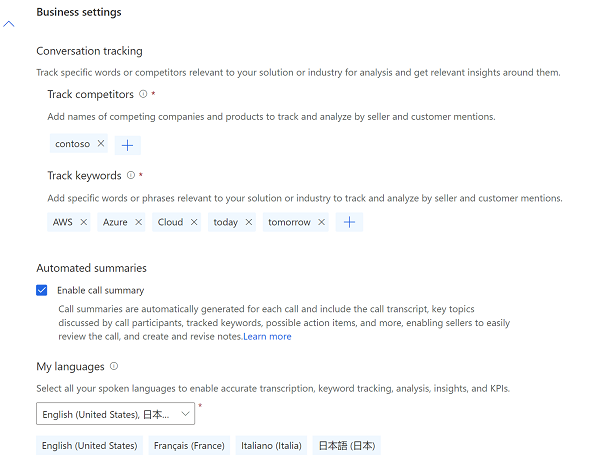 Business settings
Conversation tracking
Track specific words or competitors relevant to your solution or industry for analysis and get relevant insights around them.
Track competitors *
Add names of competing companies and products to track and analyze by seller and customer mentions.
contoso
Track keywords *
Add specific words or phrases relevant to your solution or industry to track and analyze by seller and customer mentions.
AWS Azure Cloud today tomorrow
Automated summaries
Enable call summary
Call summaries are automatically generated for each call and include the call transcript, key topics
discussed by call participants, tracked keywords, possible action items, and more, enabling sellers to easily
review the call, and create and revise notes.Learn more
My languages
Select all your spoken languages to enable accurate transcription, keyword tracking, analysis, insights, and KPIs.
English (United States), 日本... *
English (United States) Français (France) Italiano (Italia) 日本語 (日本)